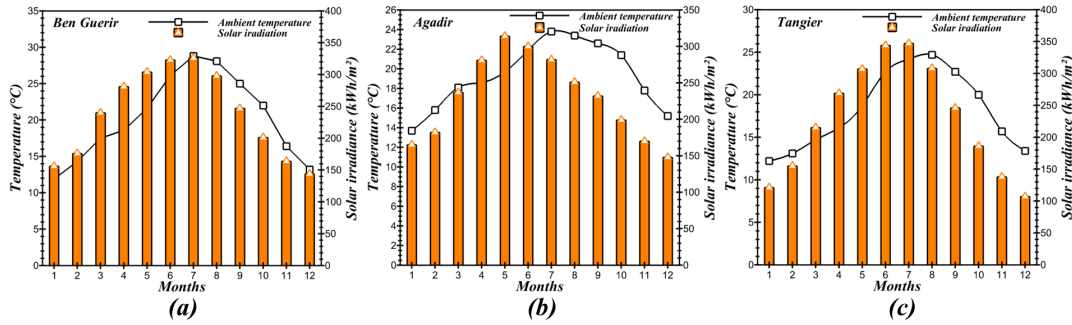 Ben Guerir
Ambient temperature
Solar irradiation
35
30
25
20
15
10
5
0
Temperature (°C)
400
350
300
250
200
150
100
50
0
Solar irradiance (kWh/m²)
1 2 3 4 5 6 7 8 9 10 11 12
Months
(a)
Agadir
Ambient temperature
Solar irradiation
26
24
22
20
18
16
14
12
10
8
6
4
2
0
Temperature (°C)
350
300
250
200
150
100
50
0
Solar irradiance (kWh/m²)
1 2 3 4 5 6 7 8 9 10 11 12
Months
(b)
Tangier
Ambient temperature
Solar irradiation
30
25
20
15
10
5
0
Temperature (°C)
400
350
300
250
200
150
100
50
0
Solar irradiance (kWh/m²)
1 2 3 4 5 6 7 8 9 10 11 12
Months
(c)